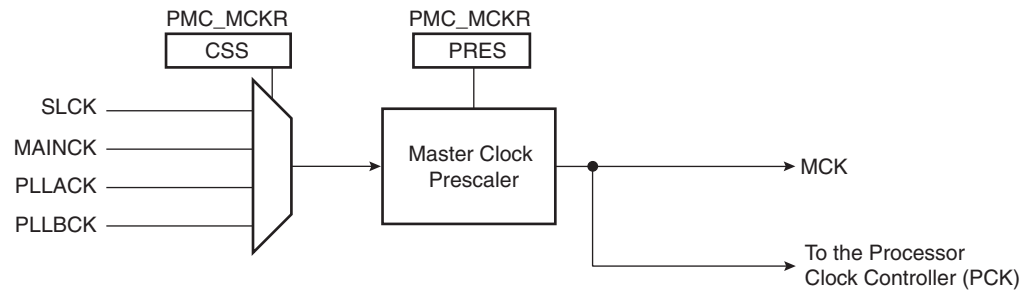 PMC_MCKR
PMC_MCKR
CSS
PRES
SLCK
MAINCK
PLLACK
PLLBCK
Master Clock
Prescaler
MCK
To the Processor
Clock Controller (PCK)